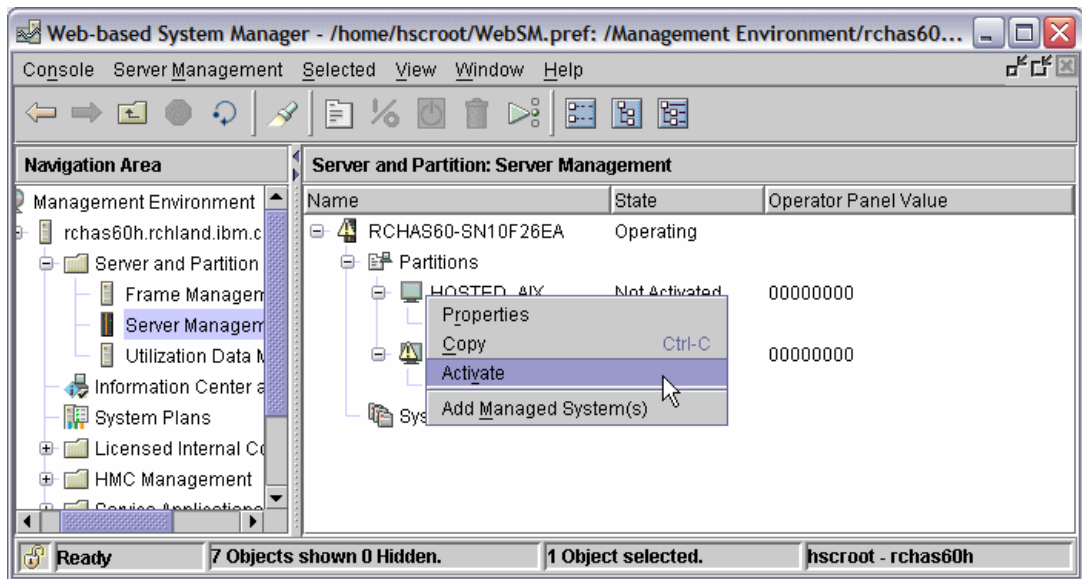 Web-based System Manager - /home/hscroot/WebSM.pref: /Management Environment/rchas60...
Console Server Management Selected View Window Help
Navigation Area
Server and Partition: Server Management
Management Environment
rchas60h.rchland.ibm.c
Server and Partition
Frame Managem
Server Managem
Utilization Data M
Information Center a
System Plans
Licensed Internal Co
HMC Management
Service Applications
Name State Operator Panel Value
RCHAS60-SN10F26EA Operating
Partitions
HOSTED_AIX Not Activated 00000000
00000000
Sys
Properties
Copy Ctrl-C
Activate
Add Managed System(s)
Ready 7 Objects shown 0 Hidden. 1 Object selected. hscroot - rchas60h